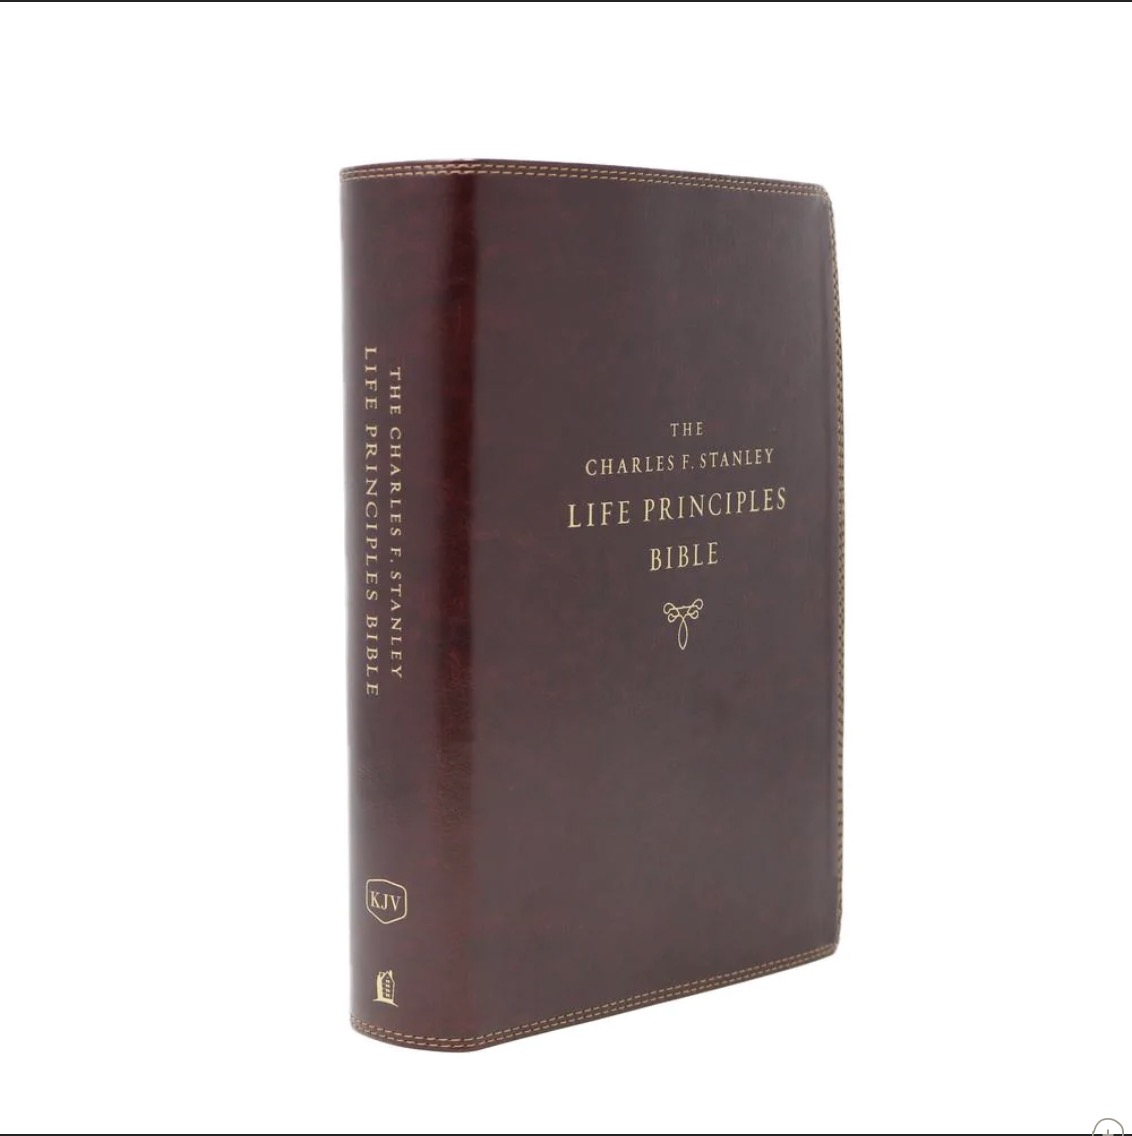 THE
CHARLES F. STANLEY
LIFE PRINCIPLES
BIBLE
THE CHARLES F. STANLEY
LIFE PRINCIPLES BIBLE
KJV